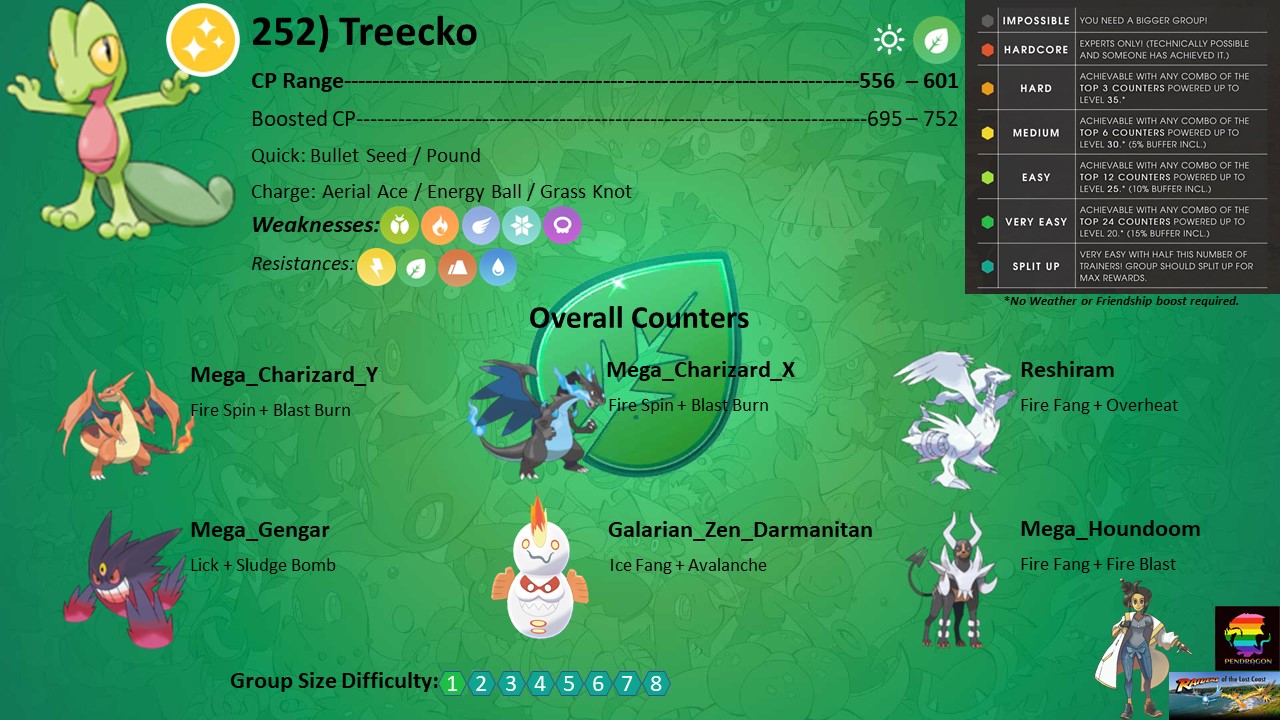 252) Treecko
CP Range 556 – 601
Boosted CP 695 – 752
Quick: Bullet Seed / Pound
Charge: Aerial Ace / Energy Ball / Grass Knot
Weaknesses:
Resistances:
IMPOSSIBLE YOU NEED A BIGGER GROUP!
HARDCORE EXPERTS ONLY! (TECHNICALLY POSSIBLE
AND SOMEONE HAS ACHIEVED IT.)
HARD ACHIEVABLE WITH ANY COMBO OF THE
TOP 3 COUNTERS POWERED UP TO
LEVEL 35.*
MEDIUM ACHIEVABLE WITH ANY COMBO OF THE
TOP 6 COUNTERS POWERED UP TO
LEVEL 30.* (5% BUFFER INCL.)
EASY ACHIEVABLE WITH ANY COMBO OF THE
TOP 12 COUNTERS POWERED UP TO
LEVEL 25.* (10% BUFFER INCL.)
VERY EASY ACHIEVABLE WITH ANY COMBO OF THE
TOP 24 COUNTERS POWERED UP TO
LEVEL 20.* (15% BUFFER INCL.)
SPLIT UP VERY EASY WITH HALF THIS NUMBER OF
TRAINERS! GROUP SHOULD SPLIT UP FOR
MAX REWARDS.
*No Weather or Friendship boost required.
Overall Counters
Mega_Charizard_Y
Fire Spin + Blast Burn
Mega_Charizard_X
Fire Spin + Blast Burn
Reshiram
Fire Fang + Overheat
Mega_Gengar
Lick + Sludge Bomb
Galarian_Zen_Darmanitan
Ice Fang + Avalanche
Mega_Houndoom
Fire Fang + Fire Blast
Group Size Difficulty: 1 2 3 4 5 6 7 8
PENDRAGON
RAIDERS of the Lost Coast